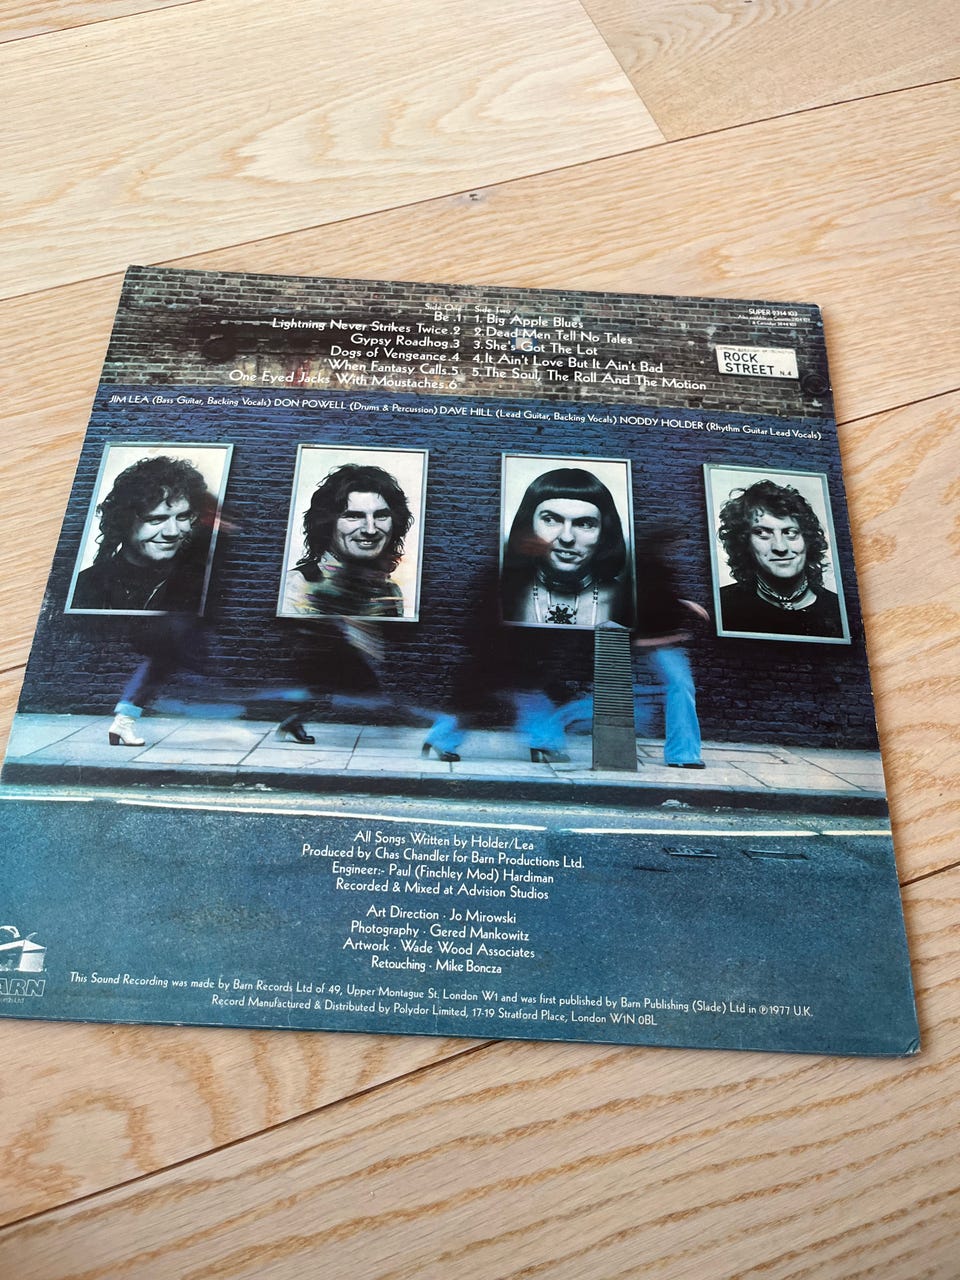 Side One
Be .1
Lightning Never Strikes Twice .2
Gypsy Roadhog .3
Dogs of Vengeance .4
When Fantasy Calls .5
One-Eyed Jacks With Moustaches .6
Side Two
1. Big Apple Blues
2. Dead Men Tell No Tales
3. She's Got The Lot
4. It Ain't Love But It Ain't Bad
5. The Soul, The Roll And The Motion
SUPER 2314 103
Also available on Cassette
ROCK
STREET N.4
JIM LEA (Bass Guitar, Backing Vocals) DON POWELL (Drums & Percussion) DAVE HILL (Lead Guitar, Backing Vocals) NODDY HOLDER (Rhythm Guitar Lead Vocals)
All Songs Written by Holder/Lea
Produced by Chas Chandler for Barn Productions Ltd.
Engineer:- Paul (Finchley Mod) Hardiman
Recorded & Mixed at Advision Studios
Art Direction · Jo Mirowski
Photography · Gered Mankowitz
Artwork · Wade Wood Associates
Retouching · Mike Boncza
ARN
This Sound Recording was made by Barn Records Ltd of 49, Upper Montague St. London W1 and was first published by Barn Publishing (Slade) Ltd in ℗1977 U.K.
Record Manufactured & Distributed by Polydor Limited, 17-19 Stratford Place, London W1N 0BL